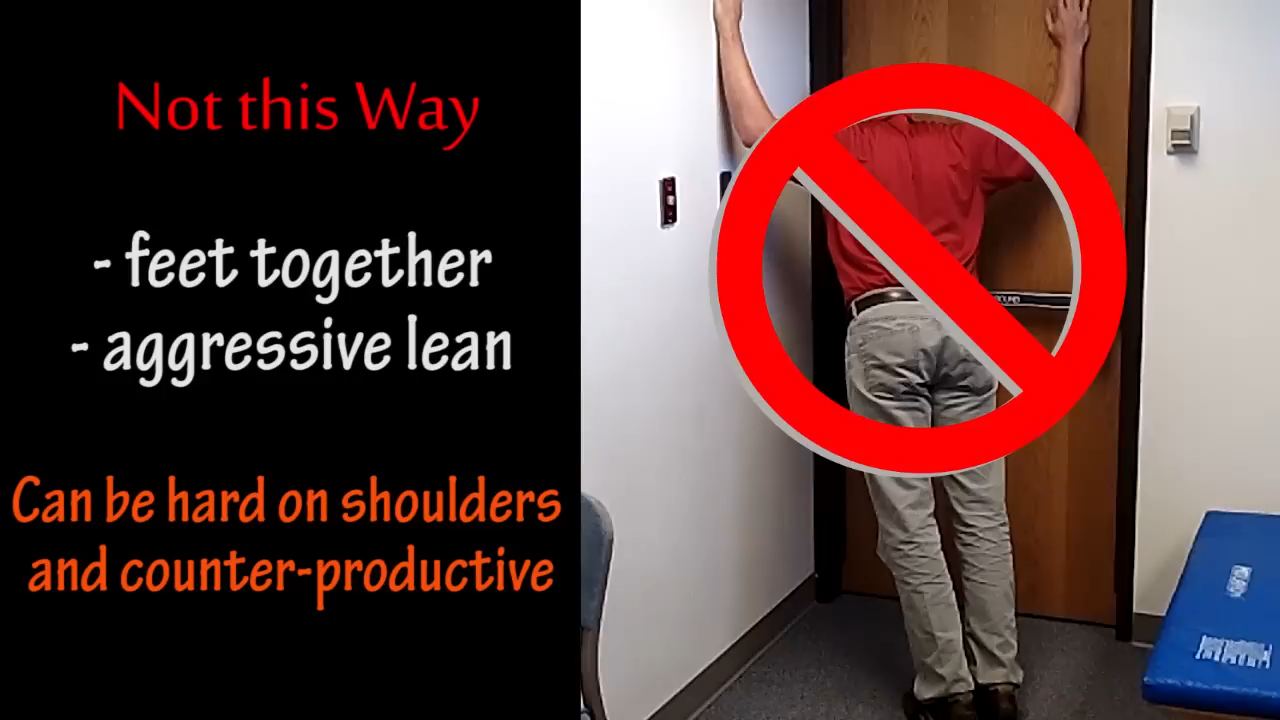 Not this Way
- feet together
- aggressive lean
Can be hard on shoulders
and counter-productive